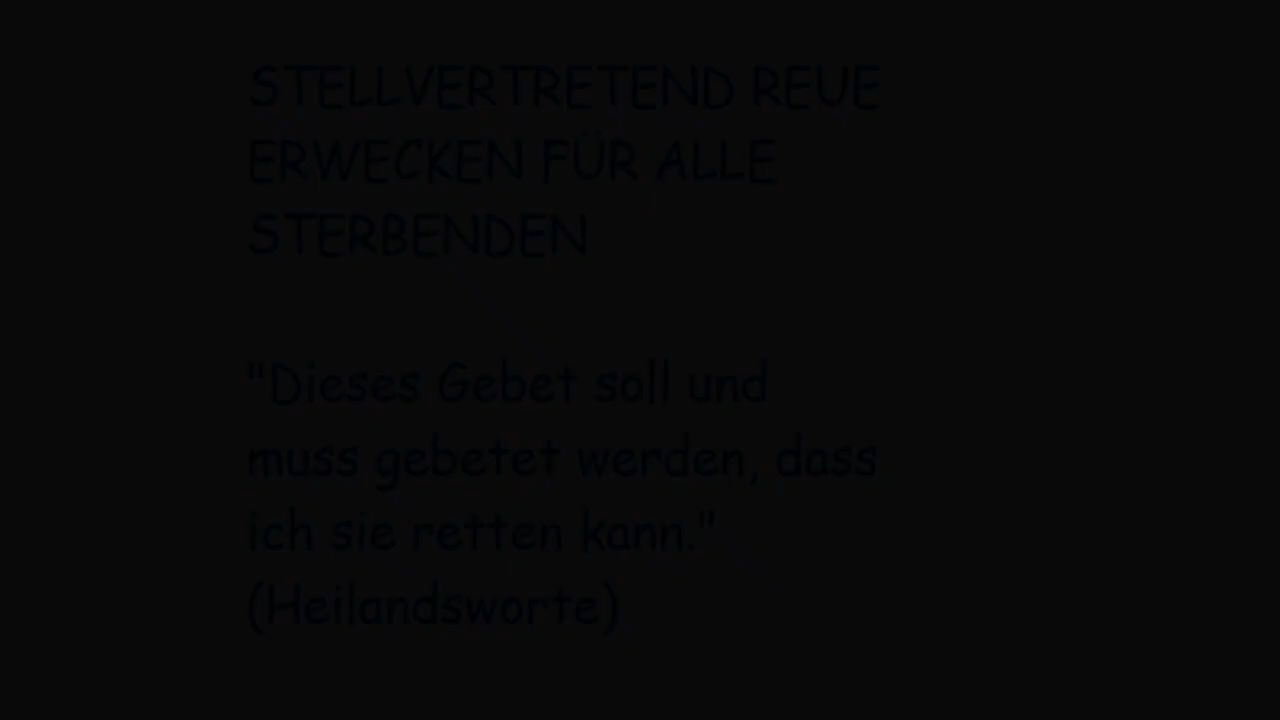 STELLVERTRETEND REUE
ERWECKEN FÜR ALLE
STERBENDEN
"Dieses Gebet soll und
muss gebetet werden, dass
ich sie retten kann."
(Heilandsworte)